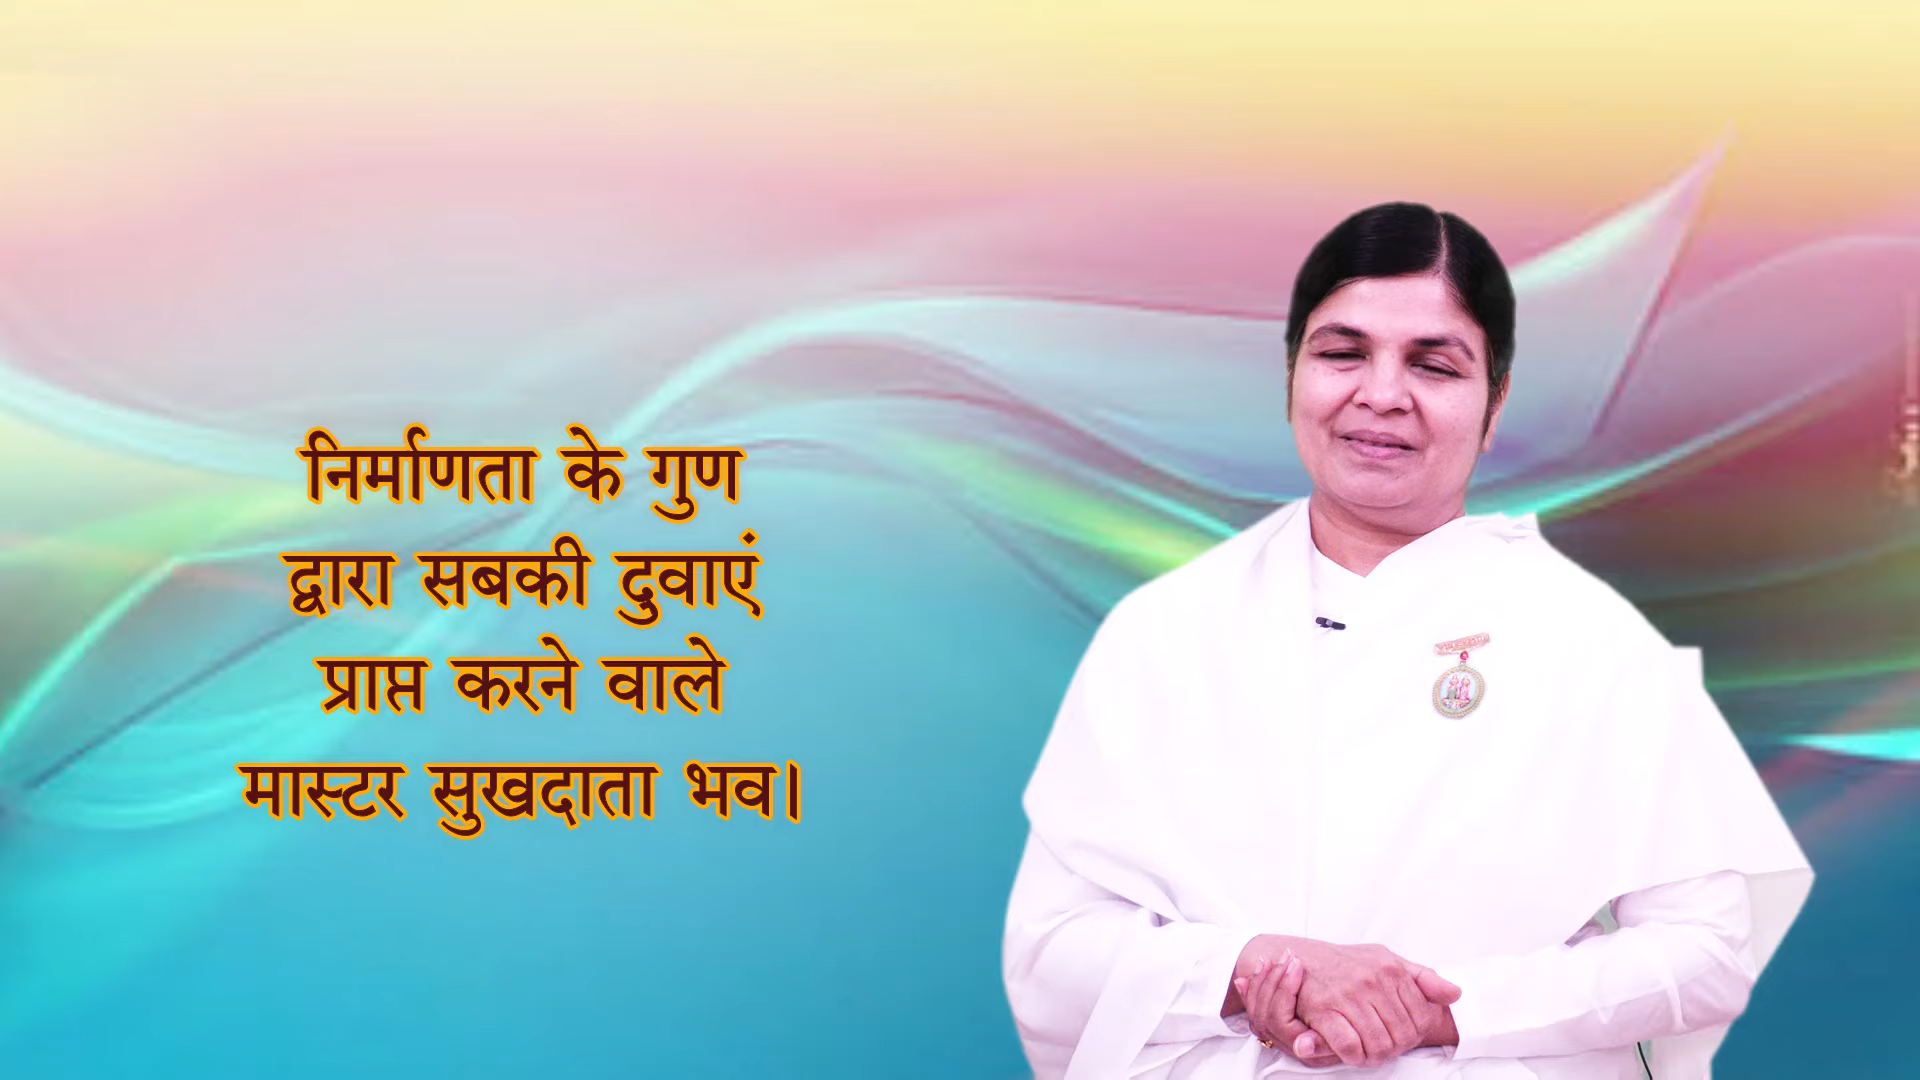 निर्माणता के गुण
द्वारा सबकी दुवाएं
प्राप्त करने वाले
मास्टर सुखदाता भव।